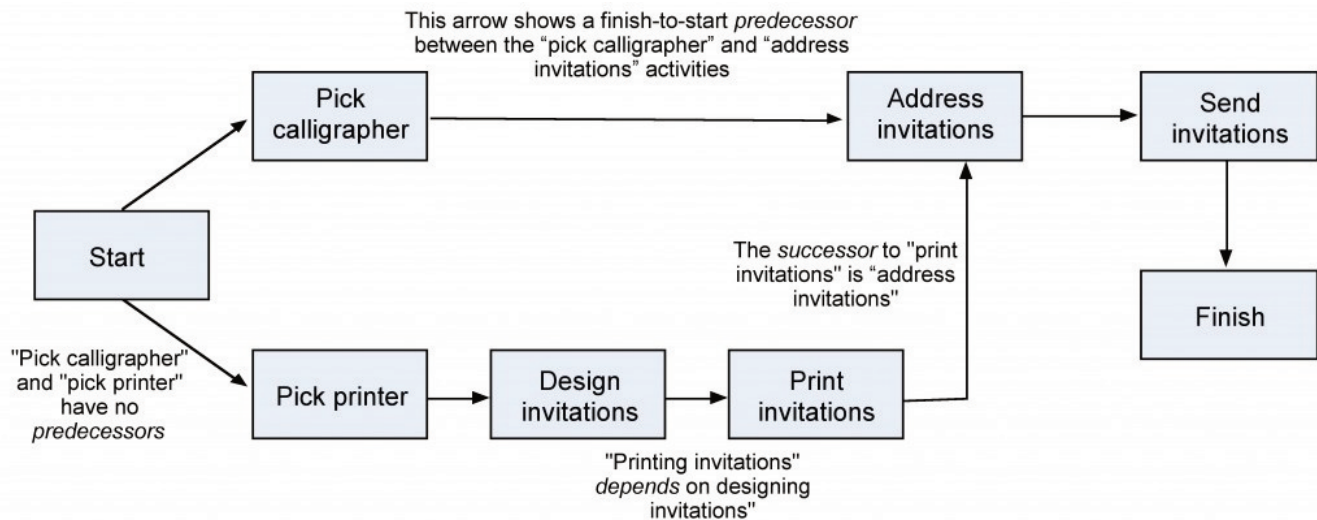 This arrow shows a finish-to-start predecessor
between the “pick calligrapher” and “address
invitations” activities
Pick
calligrapher
Address
invitations
Send
invitations
Start
The successor to "print
invitations" is “address
invitations"
Finish
"Pick calligrapher"
and "pick printer"
have no
predecessors
Pick printer
Design
invitations
Print
invitations
"Printing invitations"
depends on designing
invitations"